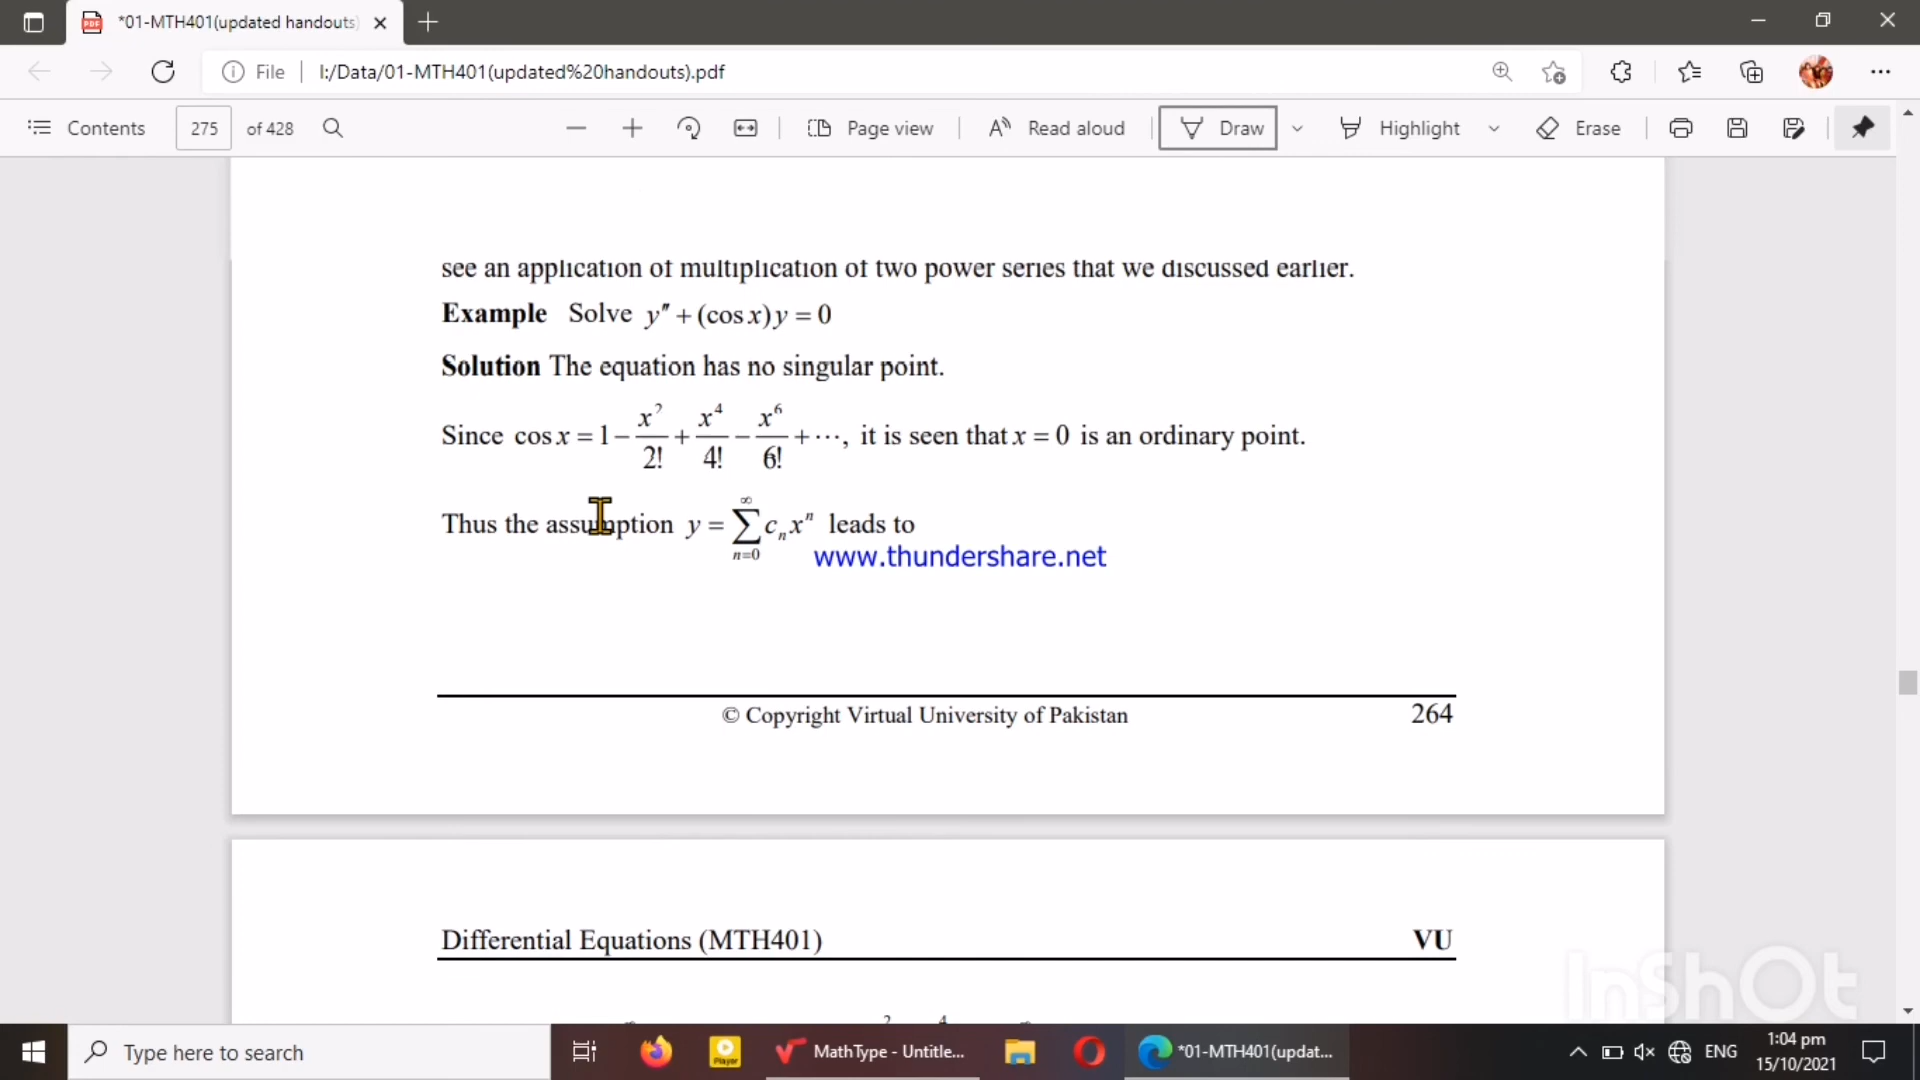 *01-MTH401(updated handouts)
File
I:/Data/01-MTH401(updated%20handouts).pdf
Contents 275 of 428 Page view Read aloud Draw Highlight Erase
see an application of multiplication of two power series that we discussed earlier.
Example Solve y″ + (cos x) y = 0
Solution The equation has no singular point.
Since cos x = 1 − x²/2! + x⁴/4! − x⁶/6! + ⋯, it is seen that x = 0 is an ordinary point.
Thus the assumption y = ∑_{n=0}^{∞} cₙxⁿ leads to
www.thundershare.net
© Copyright Virtual University of Pakistan 264
Differential Equations (MTH401) VU
InShOt
Type here to search
Player
MathType - Untitle...
*01-MTH401(updat...
ENG
1:04 pm
15/10/2021